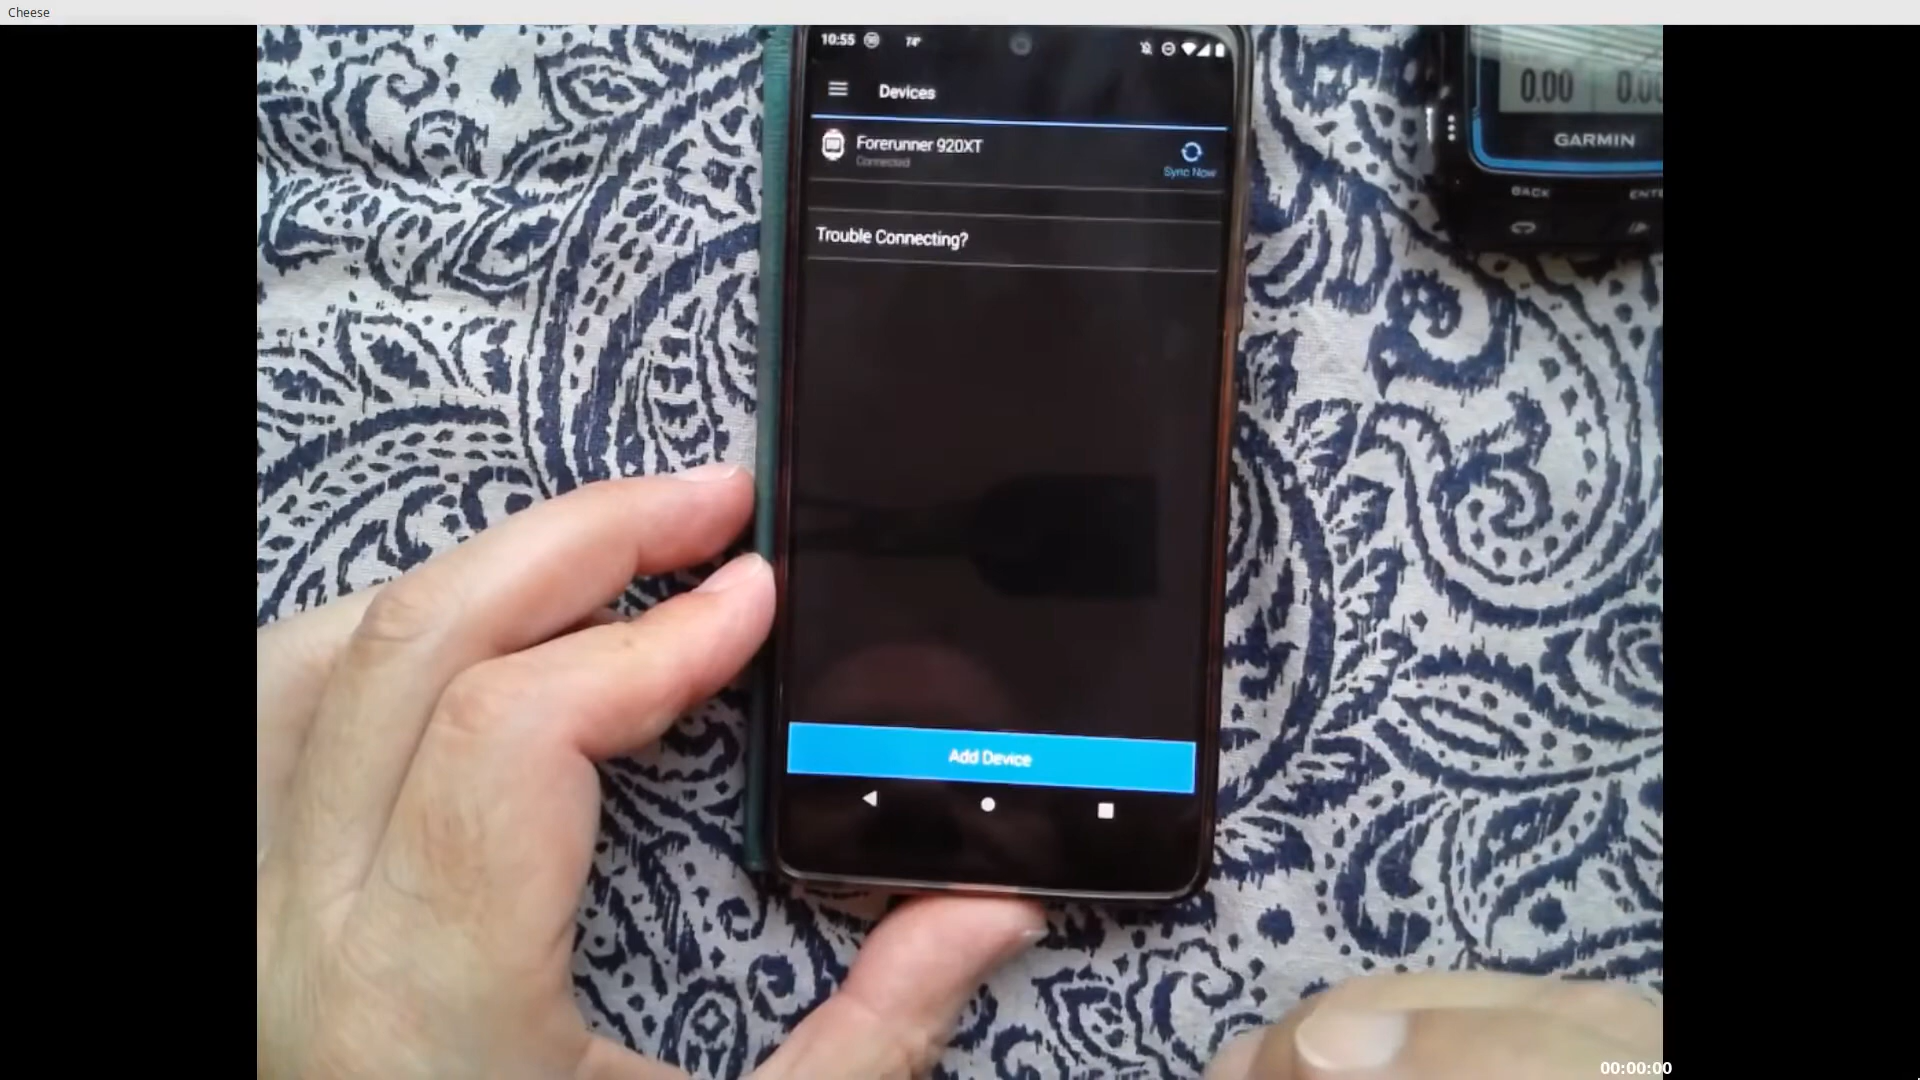 Cheese
10:55 74°
Devices
Forerunner 920XT
Connected
Sync Now
Trouble Connecting?
Add Device
0.00 0.00
GARMIN
BACK
00:00:00